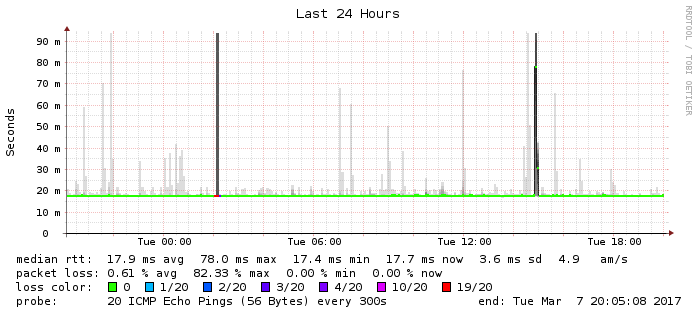 Last 24 Hours
RRDTOOL / TOBI OETIKER
Seconds
90 m
80 m
70 m
60 m
50 m
40 m
30 m
20 m
10 m
0
Tue 00:00 Tue 06:00 Tue 12:00 Tue 18:00
median rtt: 17.9 ms avg 78.0 ms max 17.4 ms min 17.7 ms now 3.6 ms sd 4.9 am/s
packet loss: 0.61 % avg 82.33 % max 0.00 % min 0.00 % now
loss color: 0 1/20 2/20 3/20 4/20 10/20 19/20
probe: 20 ICMP Echo Pings (56 Bytes) every 300s end: Tue Mar 7 20:05:08 2017